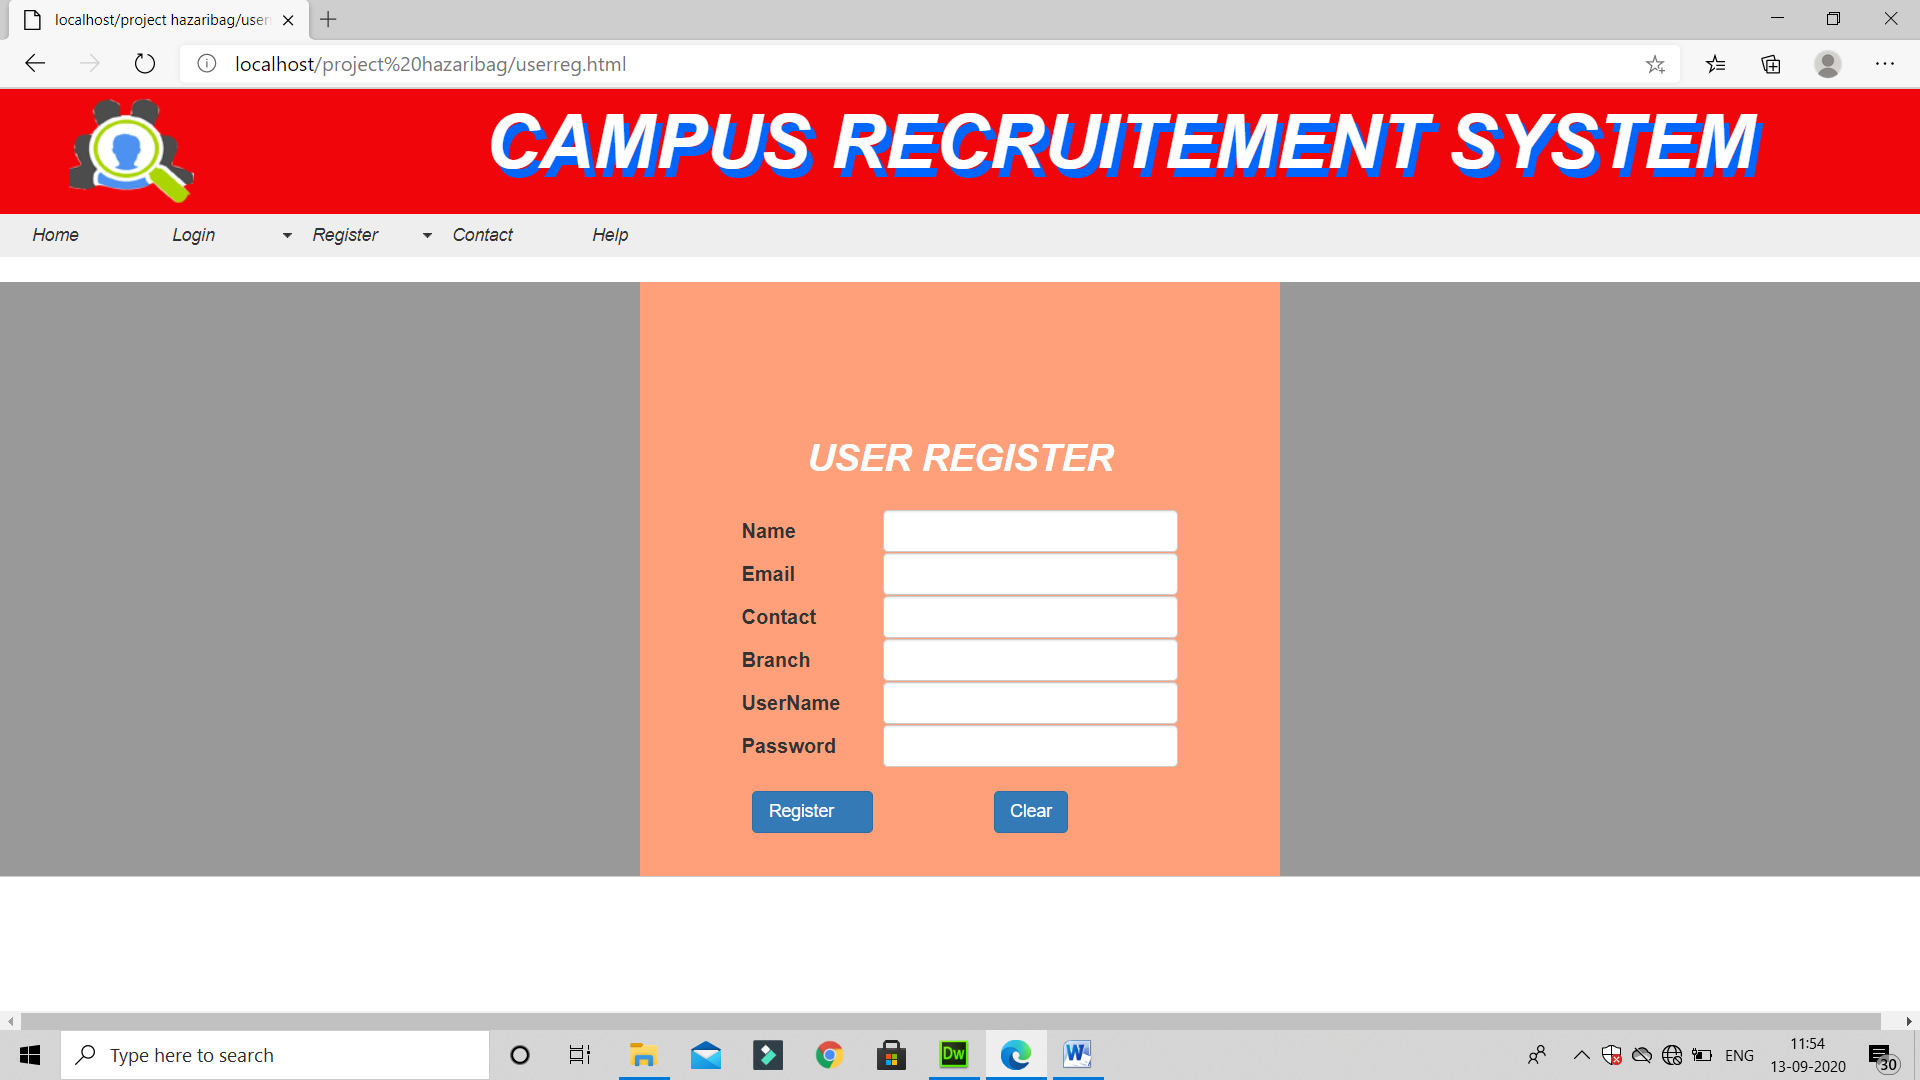 localhost/project hazaribag/user
localhost/project%20hazaribag/userreg.html
CAMPUS RECRUITEMENT SYSTEM
Home Login Register Contact Help
USER REGISTER
Name
Email
Contact
Branch
UserName
Password
Register Clear
Type here to search
Dw
W
ENG
11:54
13-09-2020
30